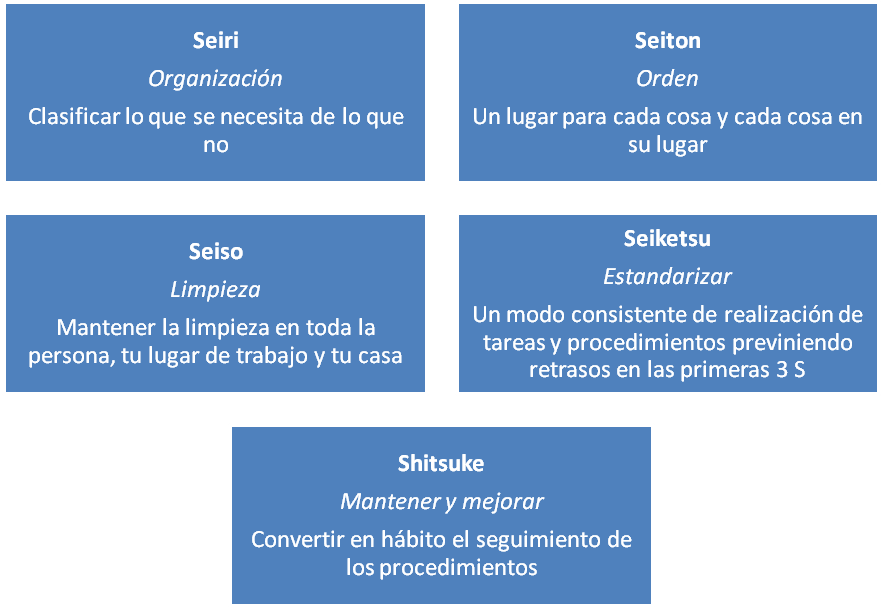 Seiri
Organización
Clasificar lo que se necesita de lo que
no
Seiton
Orden
Un lugar para cada cosa y cada cosa en
su lugar
Seiso
Limpieza
Mantener la limpieza en toda la
persona, tu lugar de trabajo y tu casa
Seiketsu
Estandarizar
Un modo consistente de realización de
tareas y procedimientos previniendo
retrasos en las primeras 3 S
Shitsuke
Mantener y mejorar
Convertir en hábito el seguimiento de
los procedimientos